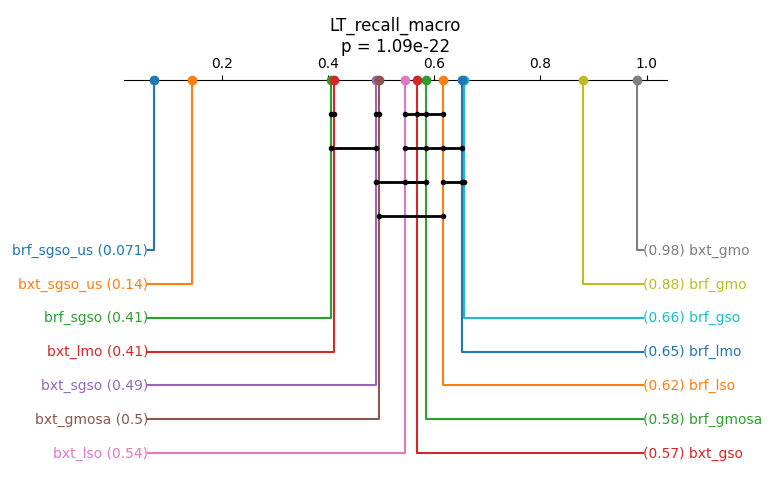 LT_recall_macro
p = 1.09e-22
0.2 0.4 0.6 0.8 1.0
brf_sgso_us (0.071) (0.98) bxt_gmo
bxt_sgso_us (0.14) (0.88) brf_gmo
brf_sgso (0.41) (0.66) brf_gso
bxt_lmo (0.41) (0.65) brf_lmo
bxt_sgso (0.49) (0.62) brf_lso
bxt_gmosa (0.5) (0.58) brf_gmosa
bxt_lso (0.54) (0.57) bxt_gso